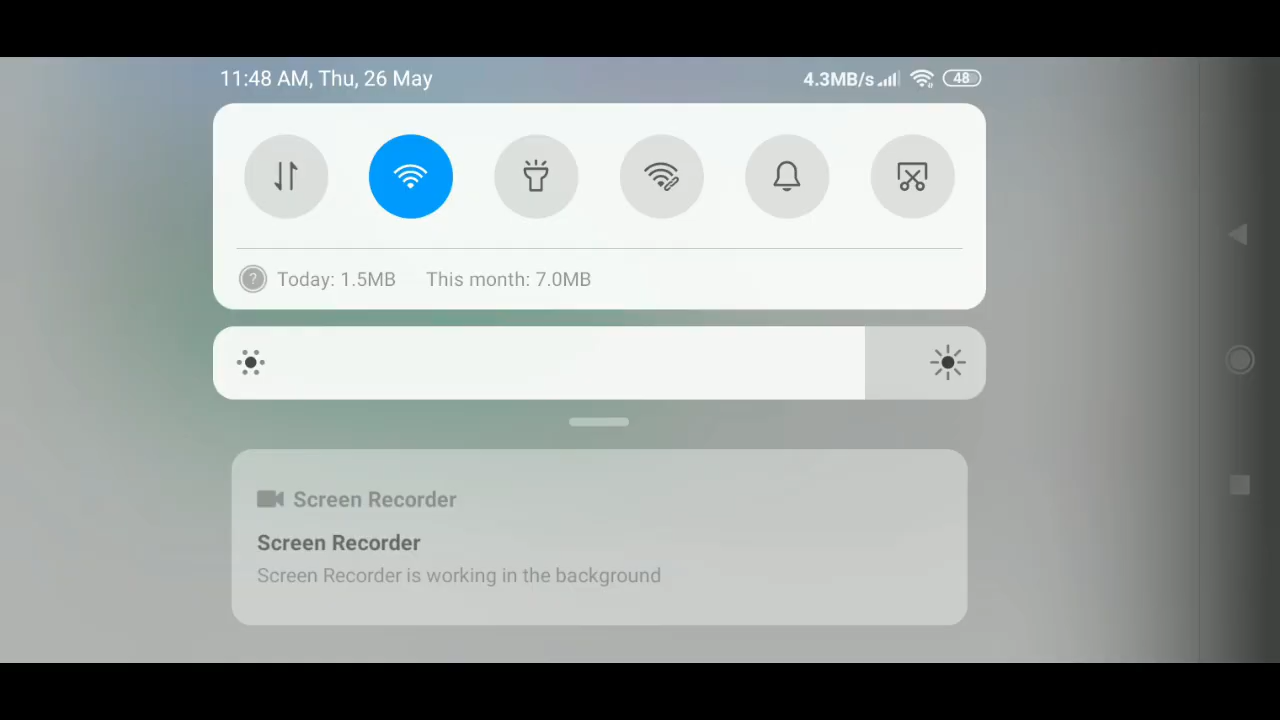 11:48 AM, Thu, 26 May 4.3MB/s 48
? Today: 1.5MB This month: 7.0MB
Screen Recorder
Screen Recorder
Screen Recorder is working in the background